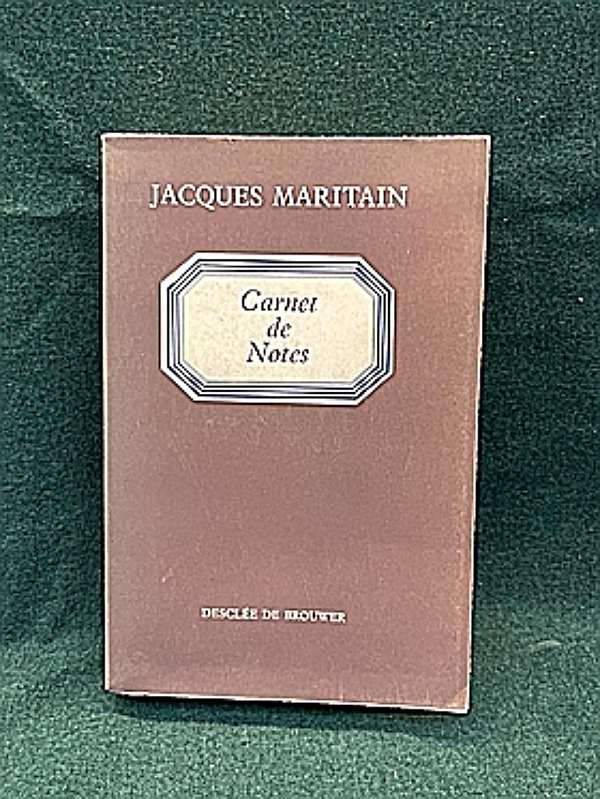 JACQUES MARITAIN
Carnet
de
Notes
DESCLÉE DE BROUWER